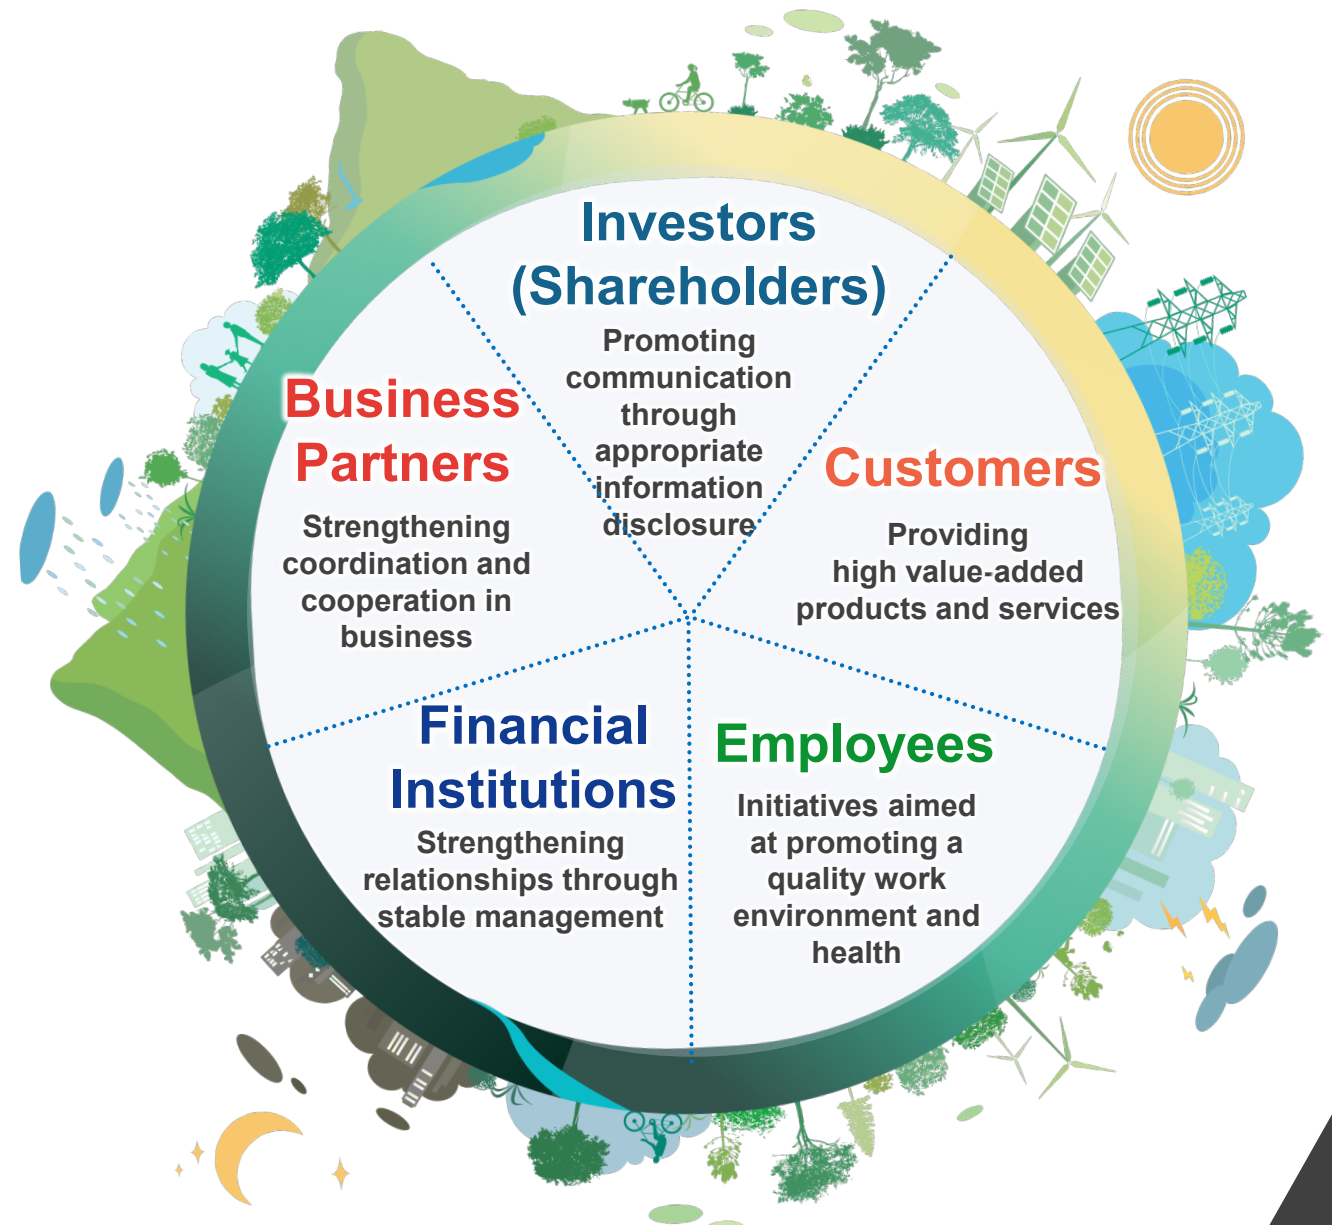 Investors
(Shareholders)
Promoting
communication
through
appropriate
information
disclosure
Business
Partners
Strengthening
coordination and
cooperation in
business
Customers
Providing
high value-added
products and services
Financial
Institutions
Strengthening
relationships through
stable management
Employees
Initiatives aimed
at promoting a
quality work
environment and
health